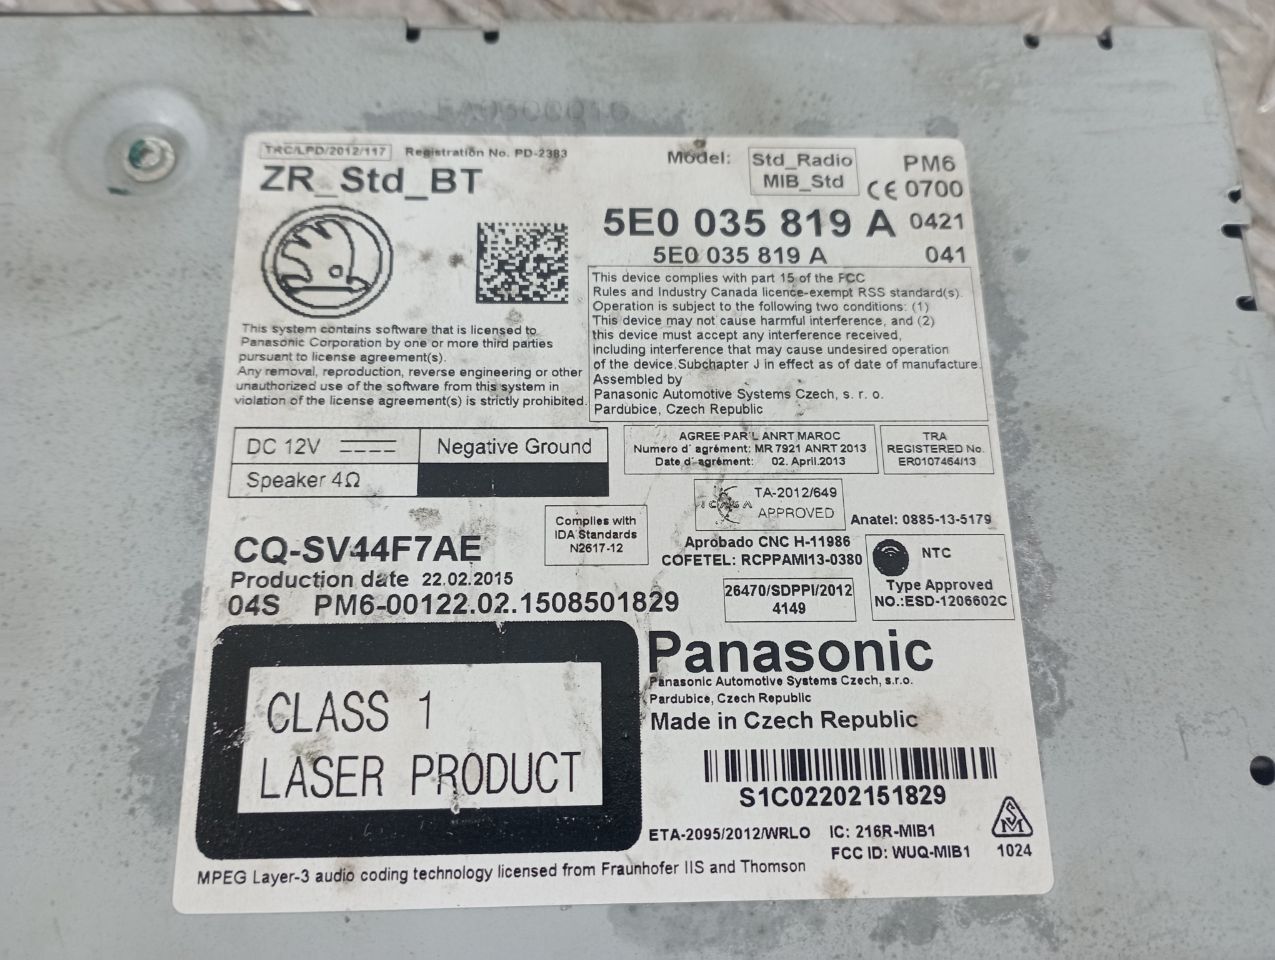 EA0500016
TRC/LPD/2012/117 Registration No. PD-2383
ZR_Std_BT
Model: Std_Radio MIB_Std
PM6
CE 0700
5E0 035 819 A 0421
5E0 035 819 A 041
This device complies with part 15 of the FCC
Rules and Industry Canada licence-exempt RSS standard(s).
Operation is subject to the following two conditions: (1)
This device may not cause harmful interference, and (2)
this device must accept any interference received,
including interference that may cause undesired operation
of the device.Subchapter J in effect as of date of manufacture.
Assembled by
Panasonic Automotive Systems Czech, s. r. o.
Pardubice, Czech Republic
This system contains software that is licensed to
Panasonic Corporation by one or more third parties
pursuant to license agreement(s).
Any removal, reproduction, reverse engineering or other
unauthorized use of the software from this system in
violation of the license agreement(s) is strictly prohibited.
DC 12V Negative Ground
Speaker 4Ω
AGREE PAR L ANRT MAROC
Numero d' agrément: MR 7921 ANRT 2013
Date d' agrément: 02. April.2013
TRA
REGISTERED No.
ER0107464/13
ICASA TA-2012/649
APPROVED
Anatel: 0885-13-5179
Complies with
IDA Standards
N2617-12
Aprobado CNC H-11986
COFETEL: RCPPAMI13-0380
NTC
Type Approved
NO.:ESD-1206602C
26470/SDPPI/2012
4149
CQ-SV44F7AE
Production date 22.02.2015
04S PM6-00122.02.1508501829
CLASS 1
LASER PRODUCT
Panasonic
Panasonic Automotive Systems Czech, s.r.o.
Pardubice, Czech Republic
Made in Czech Republic
S1C02202151829
ETA-2095/2012/WRLO IC: 216R-MIB1
FCC ID: WUQ-MIB1
1024
MPEG Layer-3 audio coding technology licensed from Fraunhofer IIS and Thomson